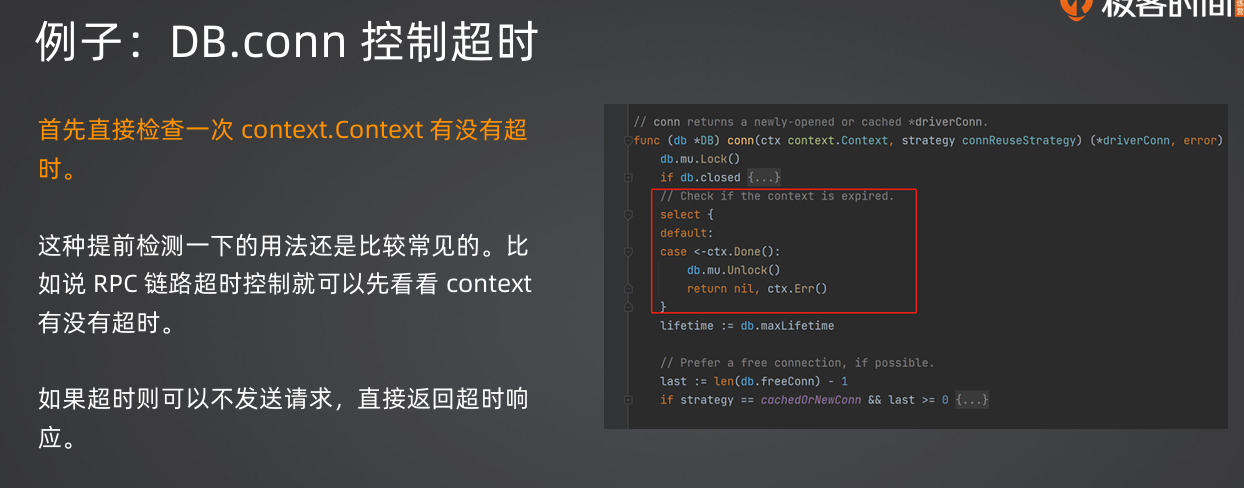 极客时间
例子：DB.conn 控制超时
首先直接检查一次 context.Context 有没有超
时。
这种提前检测一下的用法还是比较常见的。比
如说 RPC 链路超时控制就可以先看看 context
有没有超时。
如果超时则可以不发送请求，直接返回超时响
应。
// conn returns a newly-opened or cached *driverConn.
func (db *DB) conn(ctx context.Context, strategy connReuseStrategy) (*driverConn, error)
db.mu.Lock()
if db.closed {...}
// Check if the context is expired.
select {
default:
case <-ctx.Done():
db.mu.Unlock()
return nil, ctx.Err()
}
lifetime := db.maxLifetime
// Prefer a free connection, if possible.
last := len(db.freeConn) - 1
if strategy == cachedOrNewConn && last >= 0 {...}